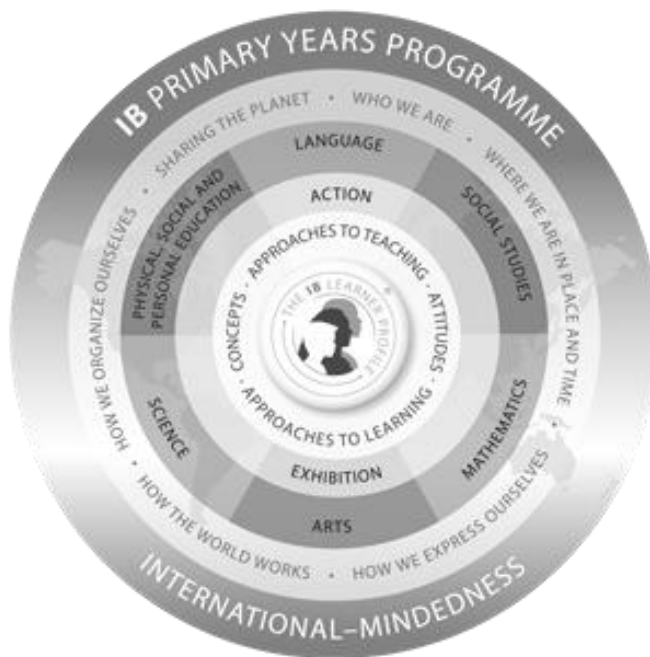 IB PRIMARY YEARS PROGRAMME
SHARING THE PLANET • WHO WE ARE • WHERE WE ARE IN PLACE AND TIME • HOW WE EXPRESS OURSELVES • HOW THE WORLD WORKS • HOW WE ORGANIZE OURSELVES •
LANGUAGE
SOCIAL STUDIES
MATHEMATICS
ARTS
SCIENCE
PHYSICAL, SOCIAL AND
PERSONAL EDUCATION
ACTION
EXHIBITION
APPROACHES TO TEACHING · ATTITUDES · APPROACHES TO LEARNING · CONCEPTS ·
THE IB LEARNER PROFILE
INTERNATIONAL–MINDEDNESS